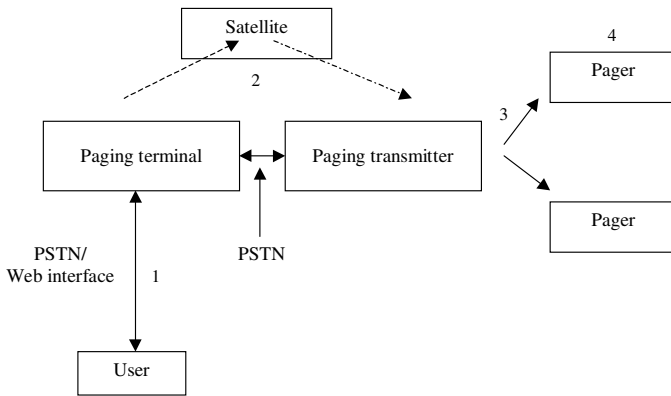 Satellite
2
4
Pager
3
Paging terminal
Paging transmitter
Pager
PSTN/
Web interface
1
PSTN
User